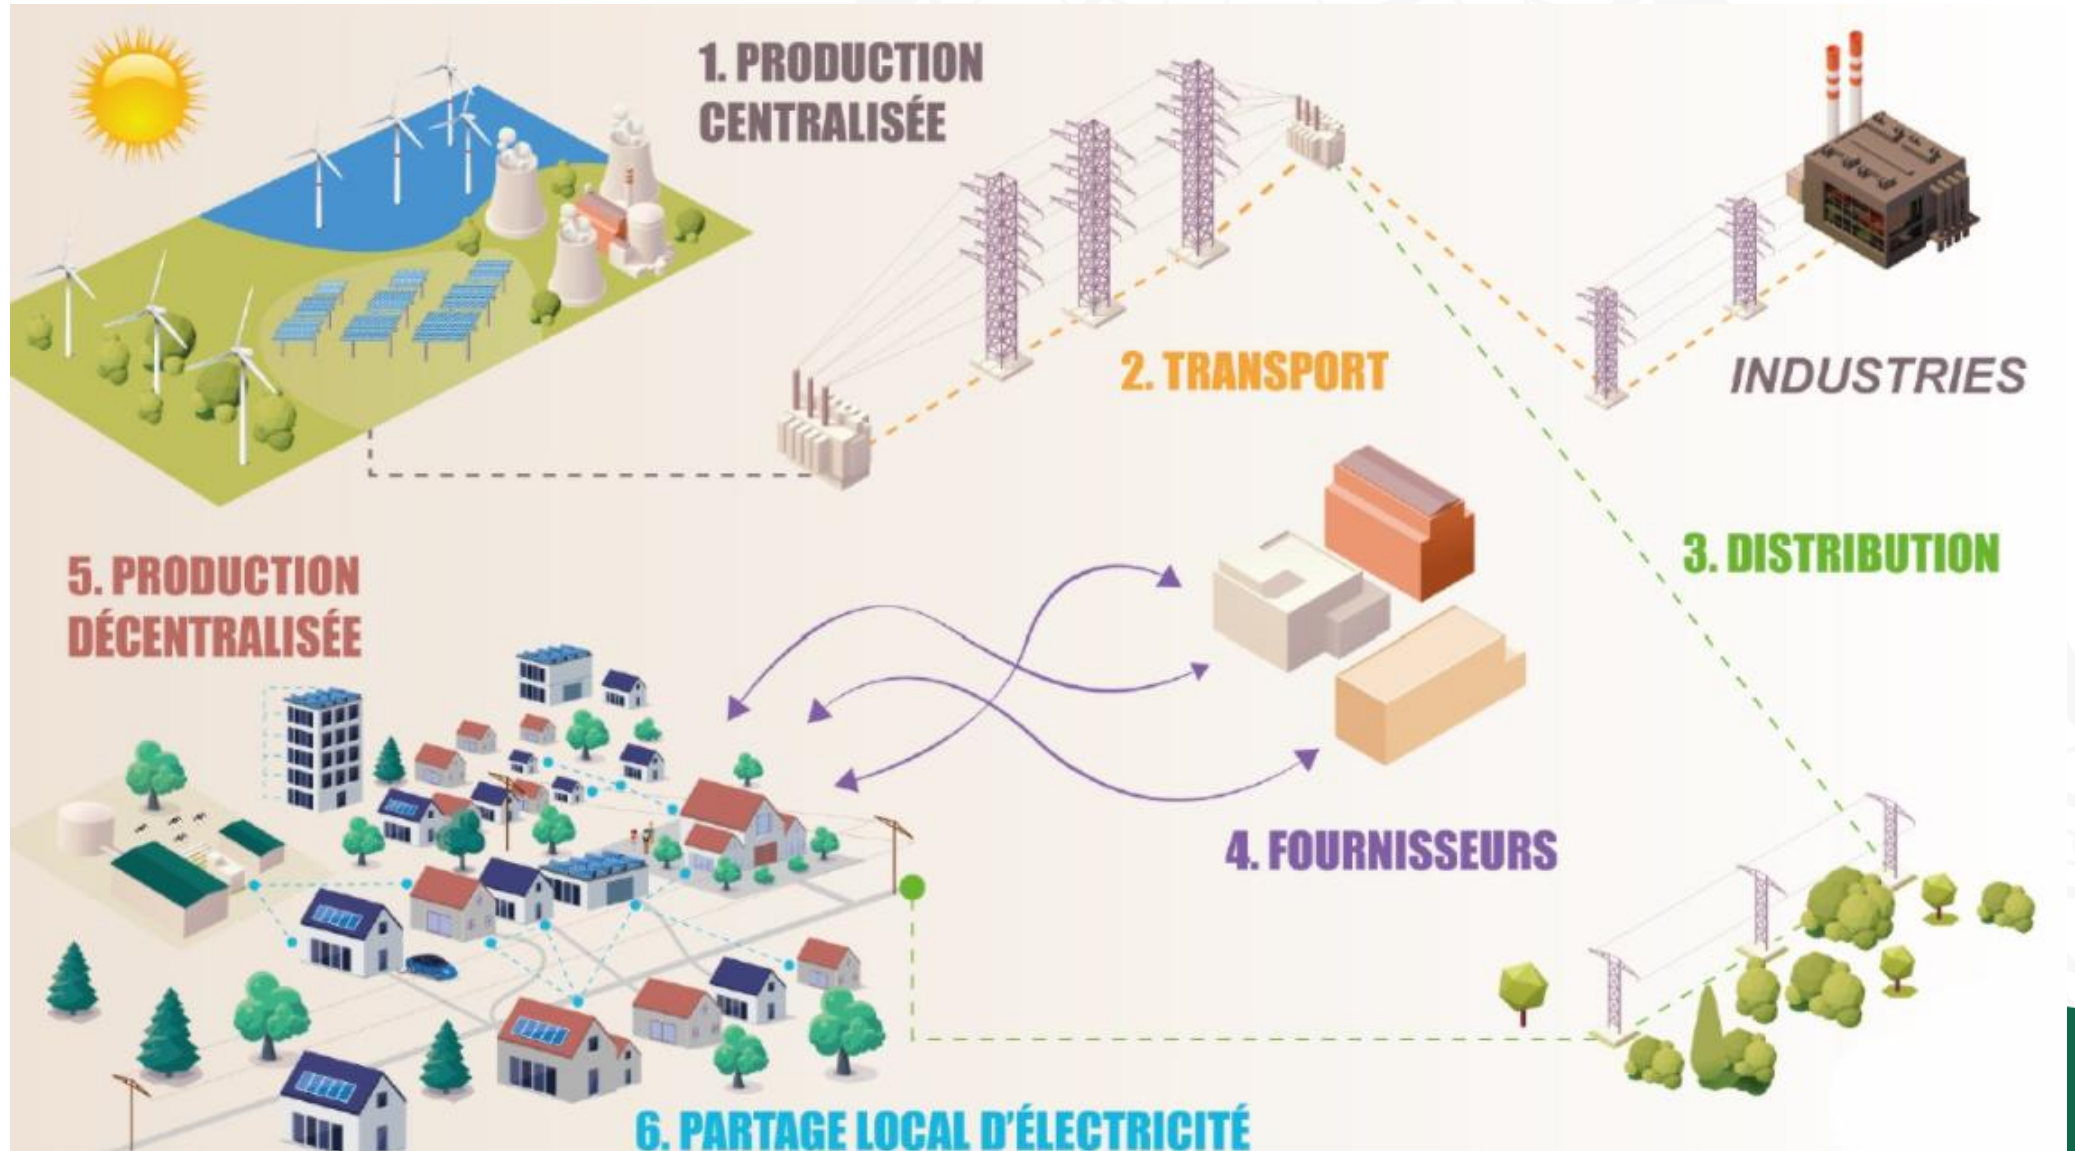 1. PRODUCTION
CENTRALISÉE
2. TRANSPORT
INDUSTRIES
3. DISTRIBUTION
5. PRODUCTION
DÉCENTRALISÉE
4. FOURNISSEURS
6. PARTAGE LOCAL D'ÉLECTRICITÉ